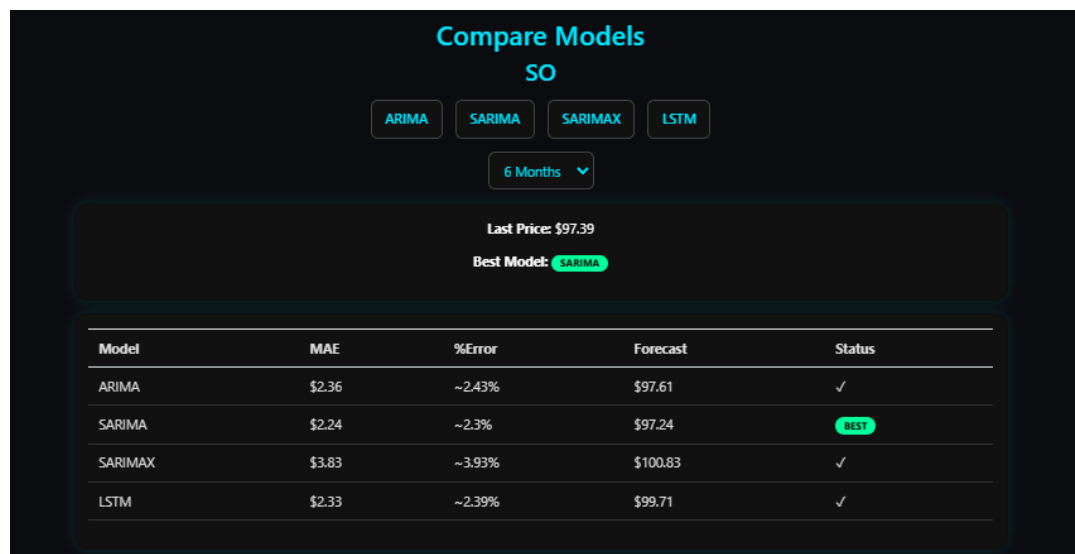 Compare Models
SO
ARIMA SARIMA SARIMAX LSTM
6 Months
Last Price: $97.39
Best Model: SARIMA
Model MAE %Error Forecast Status
ARIMA $2.36 ~2.43% $97.61 ✓
SARIMA $2.24 ~2.3% $97.24 BEST
SARIMAX $3.83 ~3.93% $100.83 ✓
LSTM $2.33 ~2.39% $99.71 ✓